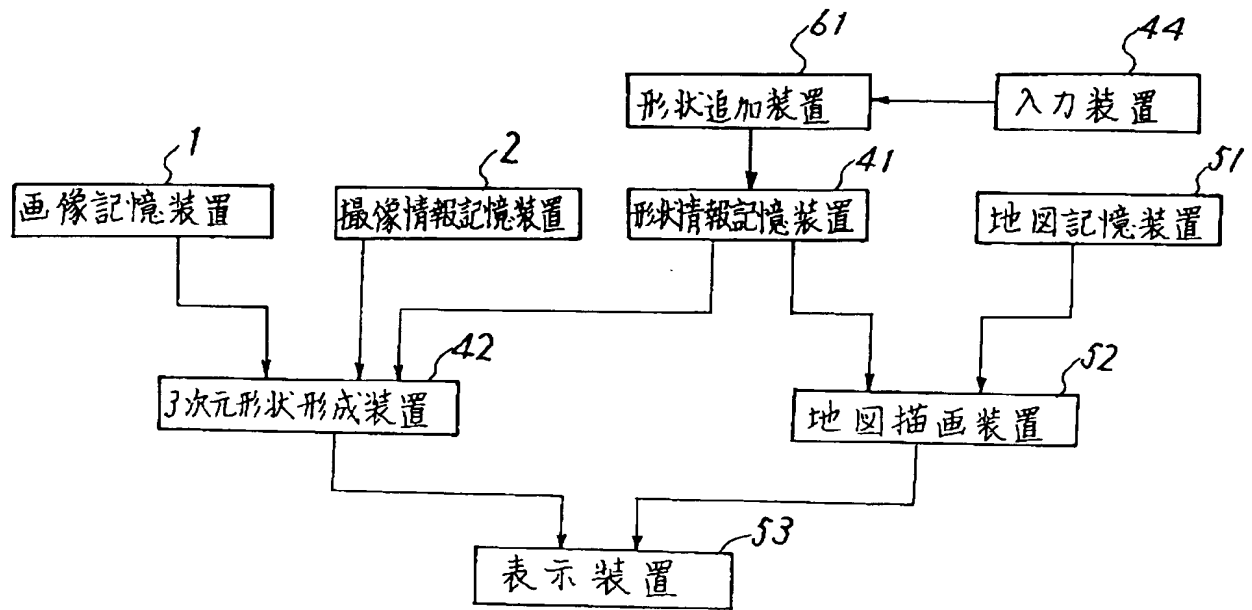 61
44
形状追加装置
入力装置
1
2
41
51
画像記憶装置
撮像情報記憶装置
形状情報記憶装置
地図記憶装置
42
52
3次元形状形成装置
地図描画装置
53
表示装置